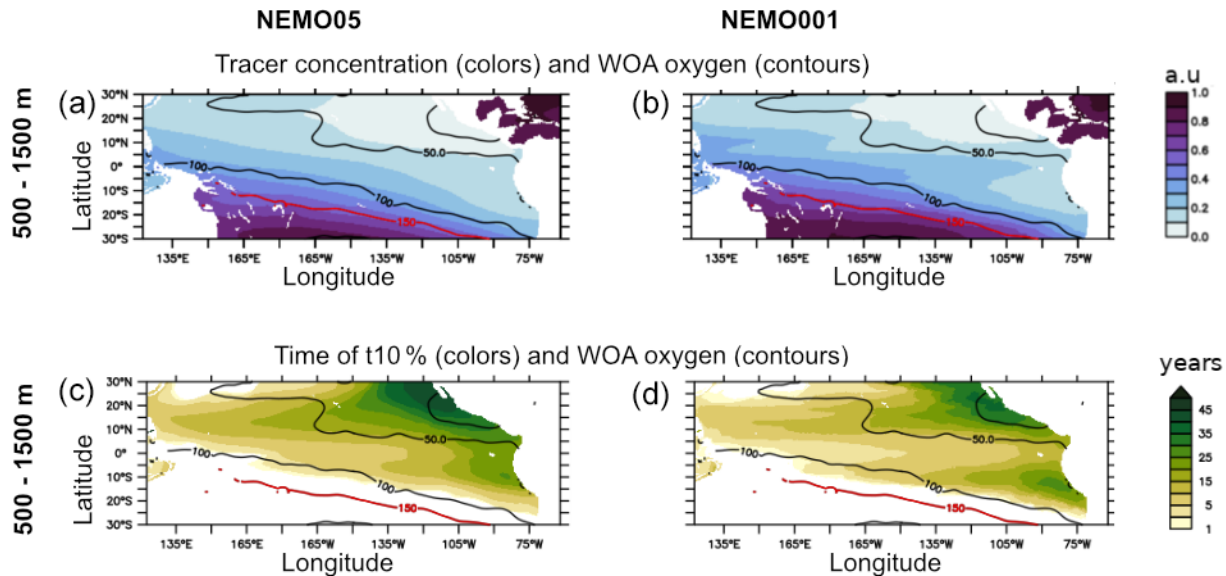 NEMO05 NEMO001
Tracer concentration (colors) and WOA oxygen (contours)
a.u
500 - 1500 m
(a)
Latitude
30°N
20°N
10°N
0°
10°S
20°S
30°S
50.0
100
100
150
135°E 165°E 165°W 135°W 105°W 75°W
Longitude
(b)
30°N
20°N
10°N
0°
10°S
20°S
30°S
50.0
100
100
150
135°E 165°E 165°W 135°W 105°W 75°W
Longitude
1.0
0.8
0.6
0.4
0.2
0.0
Time of t10 % (colors) and WOA oxygen (contours)
years
500 - 1500 m
(c)
Latitude
30°N
20°N
10°N
0°
10°S
20°S
30°S
50.0
100
100
150
135°E 165°E 165°W 135°W 105°W 75°W
Longitude
(d)
30°N
20°N
10°N
0°
10°S
20°S
30°S
50.0
100
100
150
135°E 165°E 165°W 135°W 105°W 75°W
Longitude
45
35
25
15
5
1